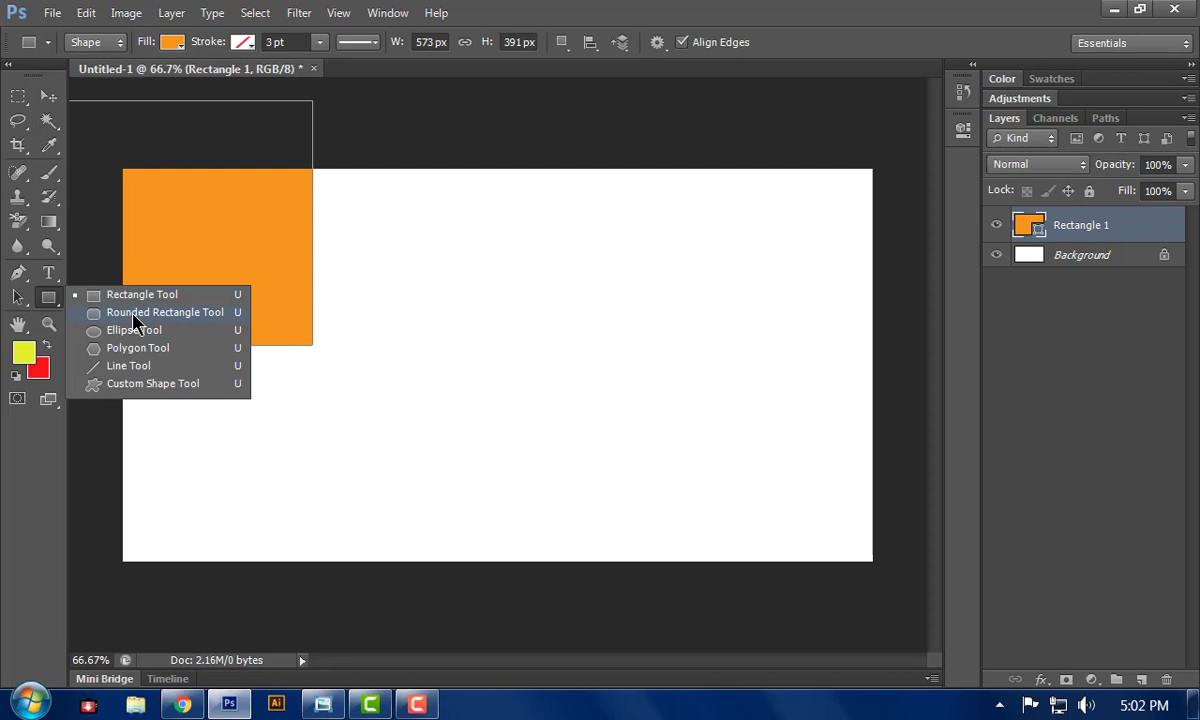 Ps File Edit Image Layer Type Select Filter View Window Help
Shape Fill: Stroke: 3 pt W: 573 px H: 391 px Align Edges Essentials
Untitled-1 @ 66.7% (Rectangle 1, RGB/8) * ×
Color Swatches
Adjustments
Layers Channels Paths
Kind
Normal Opacity: 100%
Lock: Fill: 100%
Rectangle 1
Background
T
Rectangle Tool U
Rounded Rectangle Tool U
Ellipse Tool U
Polygon Tool U
Line Tool U
Custom Shape Tool U
66.67% Doc: 2.16M/0 bytes
fx
Mini Bridge Timeline
Ps Ai C C 5:02 PM